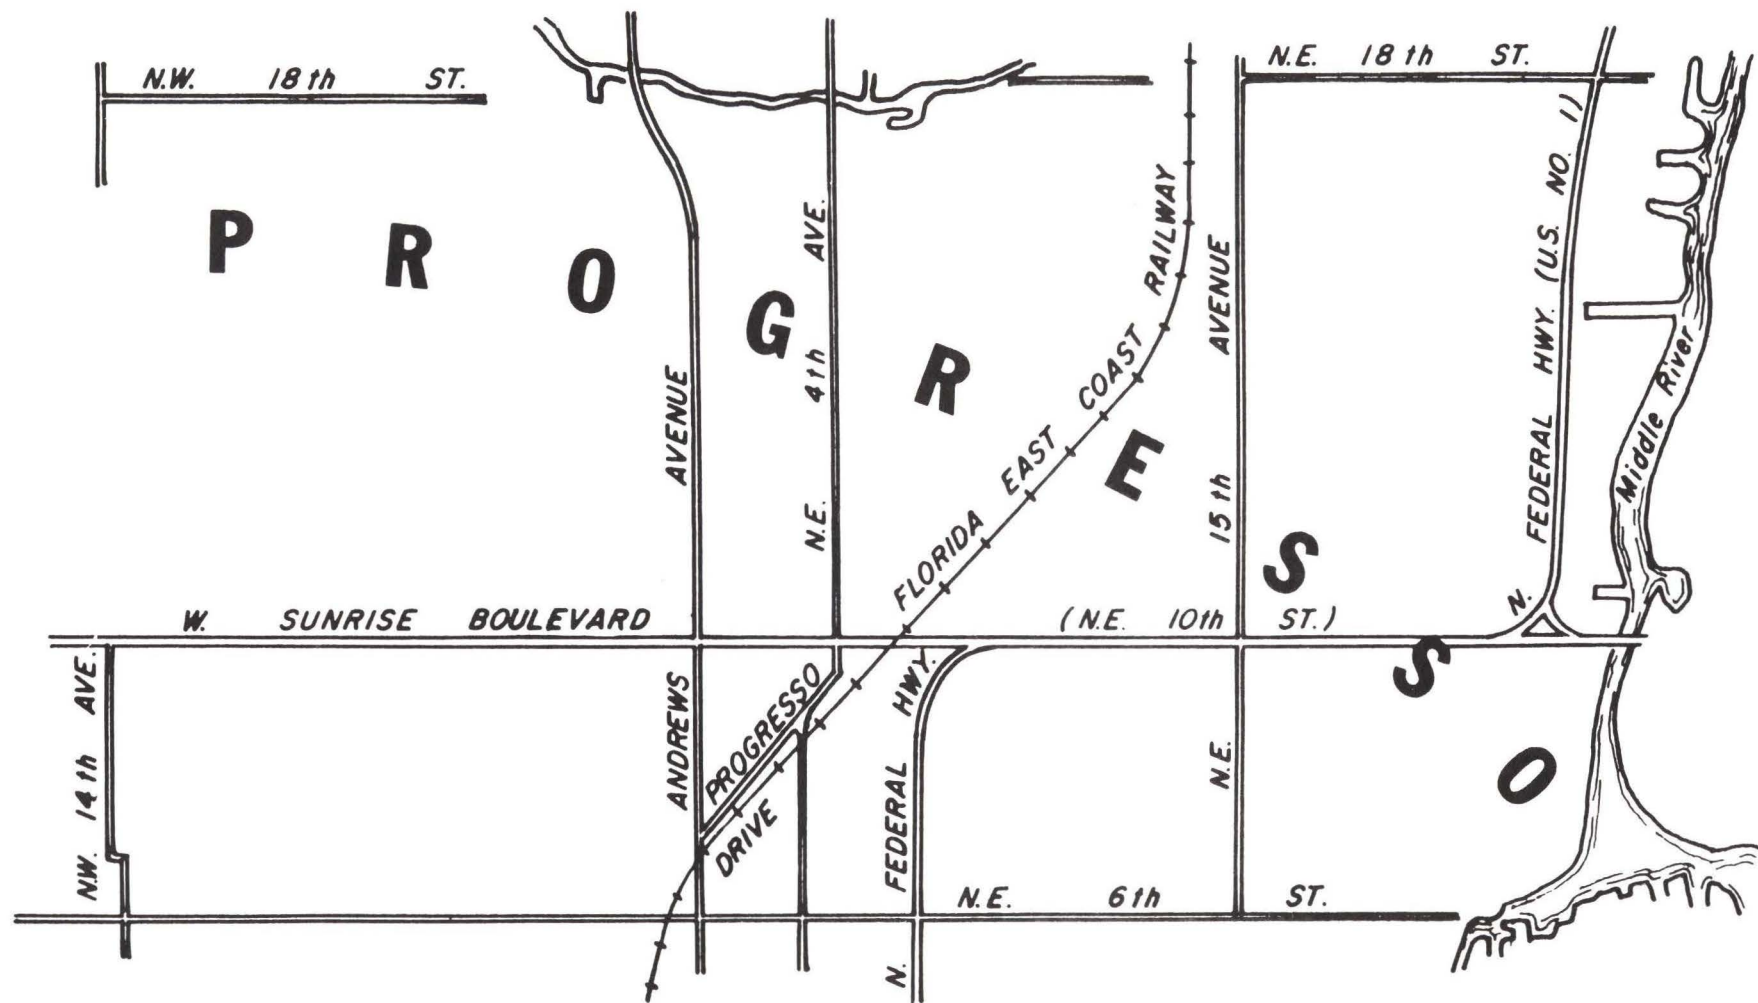 N.W. 18th ST.
N.E. 18th ST.
PROGRESSO
AVENUE
N.E. 4th AVE.
FLORIDA EAST COAST RAILWAY
15th AVENUE
N. FEDERAL HWY. (U.S. NO. 1)
Middle River
W. SUNRISE BOULEVARD
(N.E. 10th ST.)
N.W. 14th AVE.
ANDREWS
PROGRESSO
DRIVE
N. FEDERAL HWY.
N.E.
N.E. 6th ST.